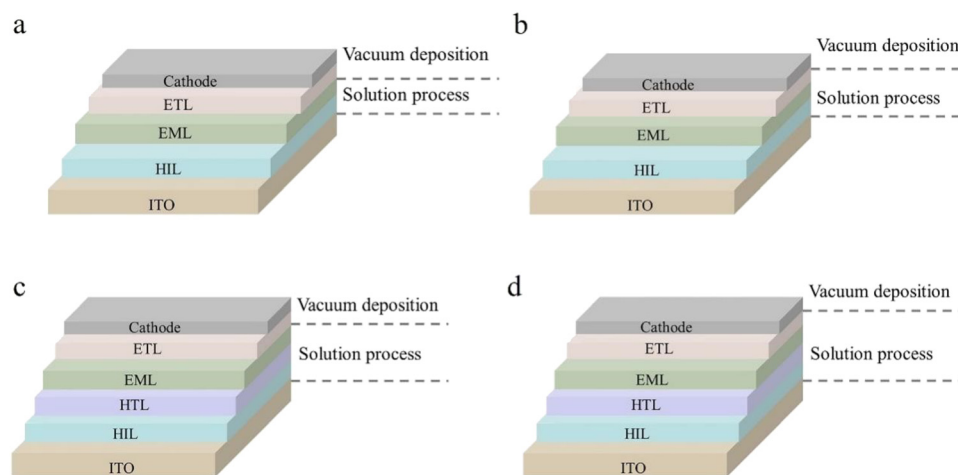 a
Vacuum deposition
Cathode
Solution process
ETL
EML
HIL
ITO
b
Vacuum deposition
Cathode
Solution process
ETL
EML
HIL
ITO
c
Vacuum deposition
Cathode
ETL
Solution process
EML
HTL
HIL
ITO
d
Vacuum deposition
Cathode
ETL
Solution process
EML
HTL
HIL
ITO